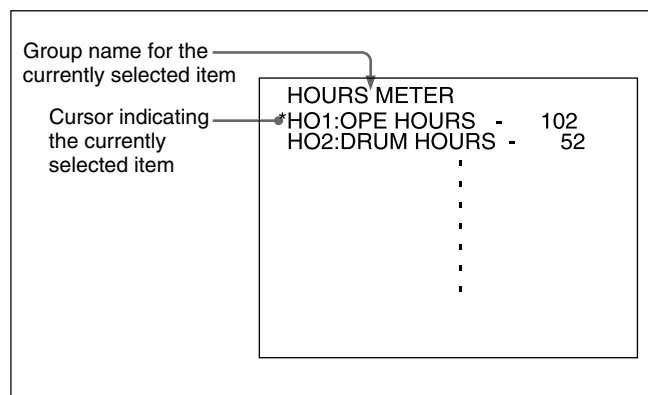 Group name for the
currently selected item
Cursor indicating
the currently
selected item
HOURS METER
*HO1:OPE HOURS - 102
HO2:DRUM HOURS - 52